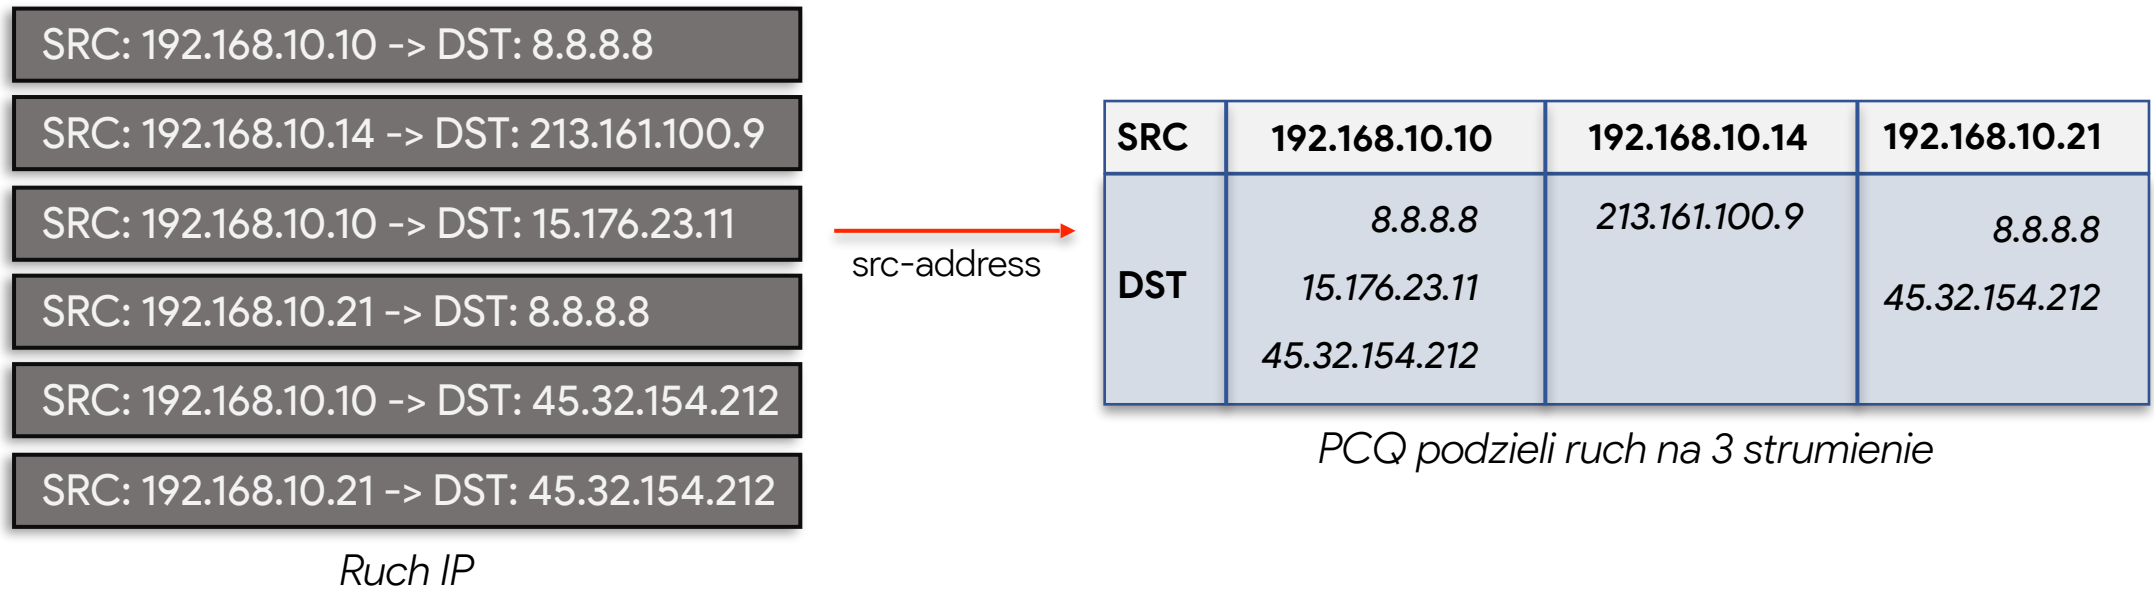 SRC: 192.168.10.10 -> DST: 8.8.8.8
SRC: 192.168.10.14 -> DST: 213.161.100.9
SRC: 192.168.10.10 -> DST: 15.176.23.11
SRC: 192.168.10.21 -> DST: 8.8.8.8
SRC: 192.168.10.10 -> DST: 45.32.154.212
SRC: 192.168.10.21 -> DST: 45.32.154.212
Ruch IP
src-address
SRC 192.168.10.10 192.168.10.14 192.168.10.21
DST
8.8.8.8
15.176.23.11
45.32.154.212
213.161.100.9
8.8.8.8
45.32.154.212
PCQ podzieli ruch na 3 strumienie